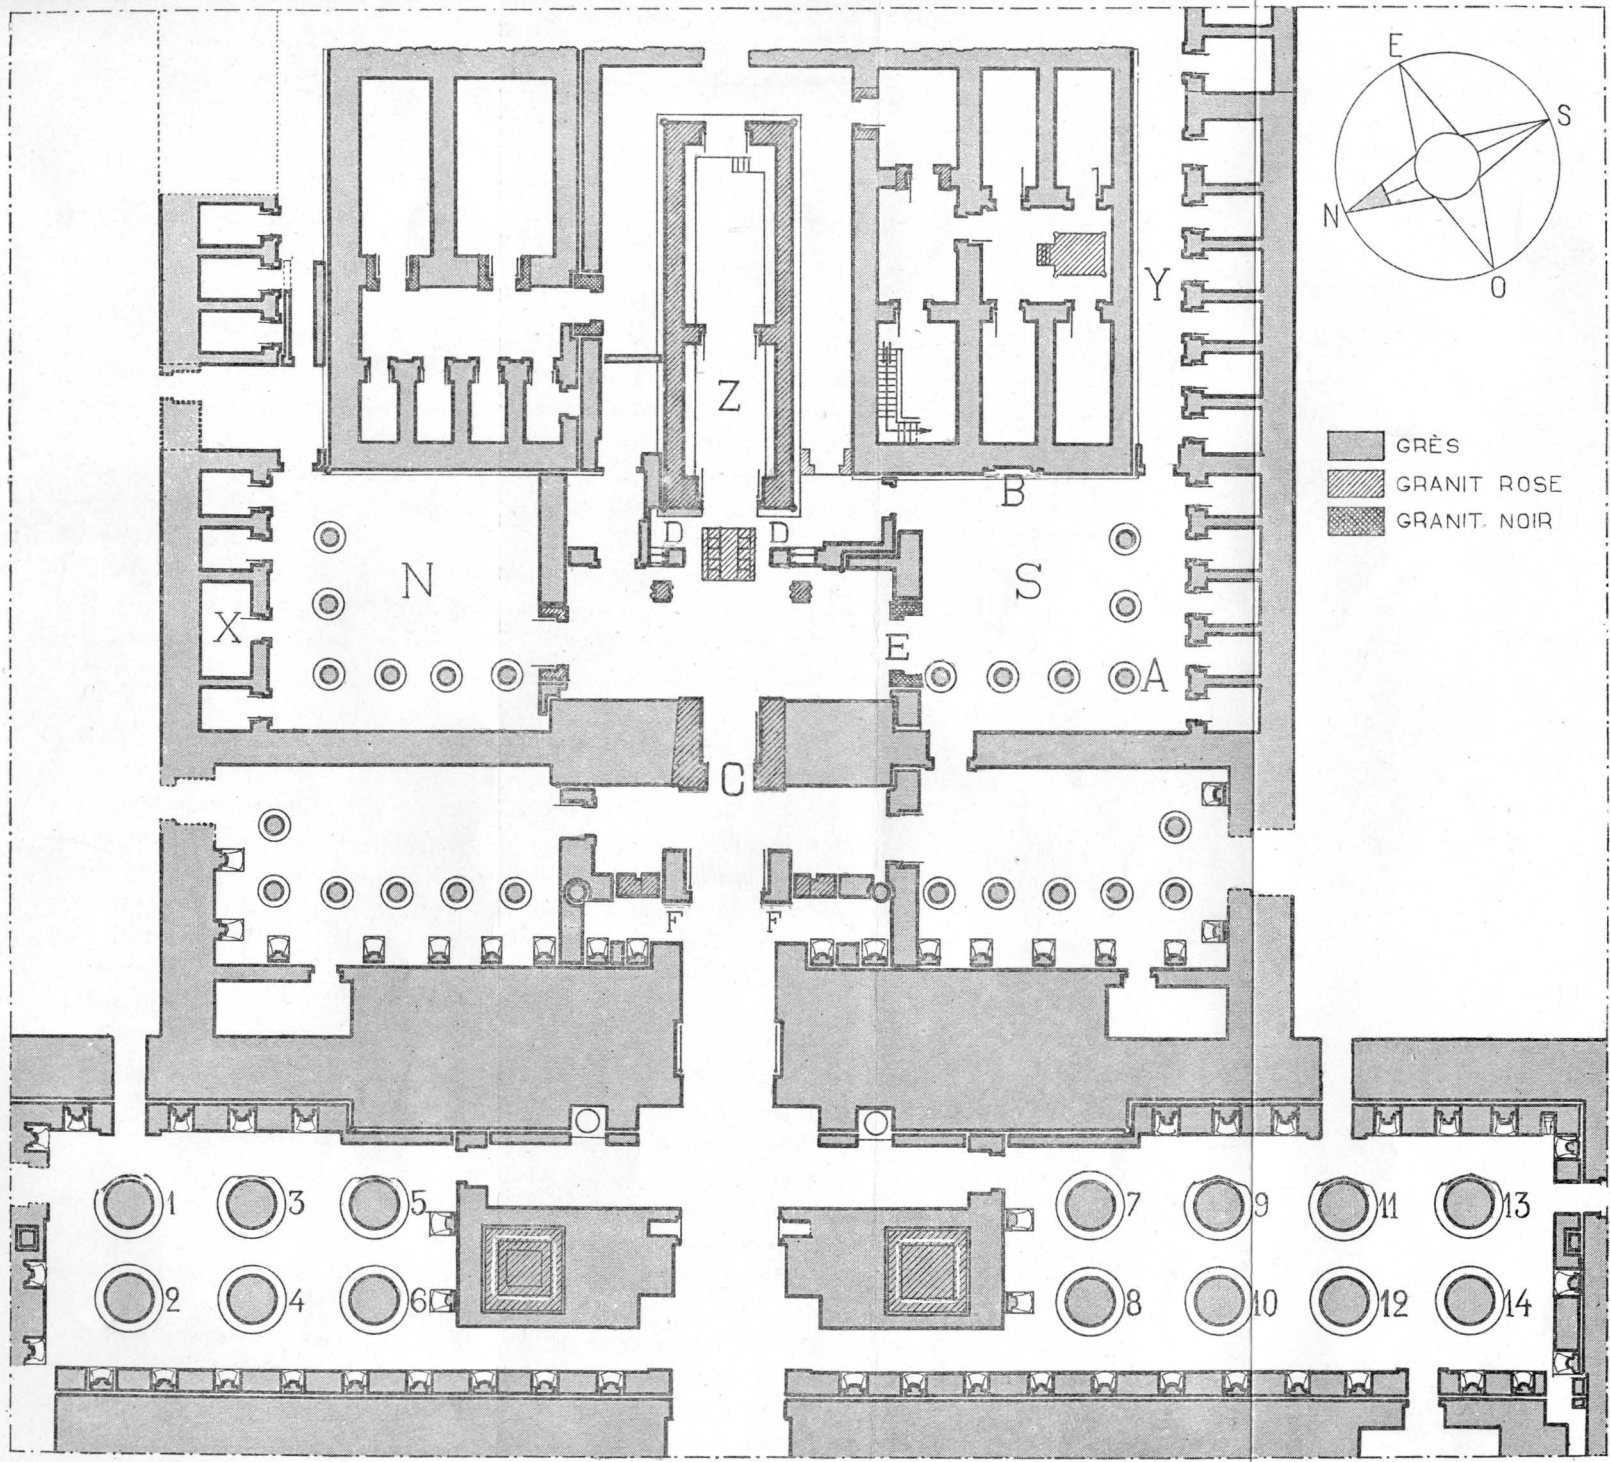 E
S
N
O
Y
Z
GRÈS
GRANIT ROSE
GRANIT NOIR
B
D D
N S
X E A
C
F F
1 3 5 7 9 11 13
2 4 6 8 10 12 14